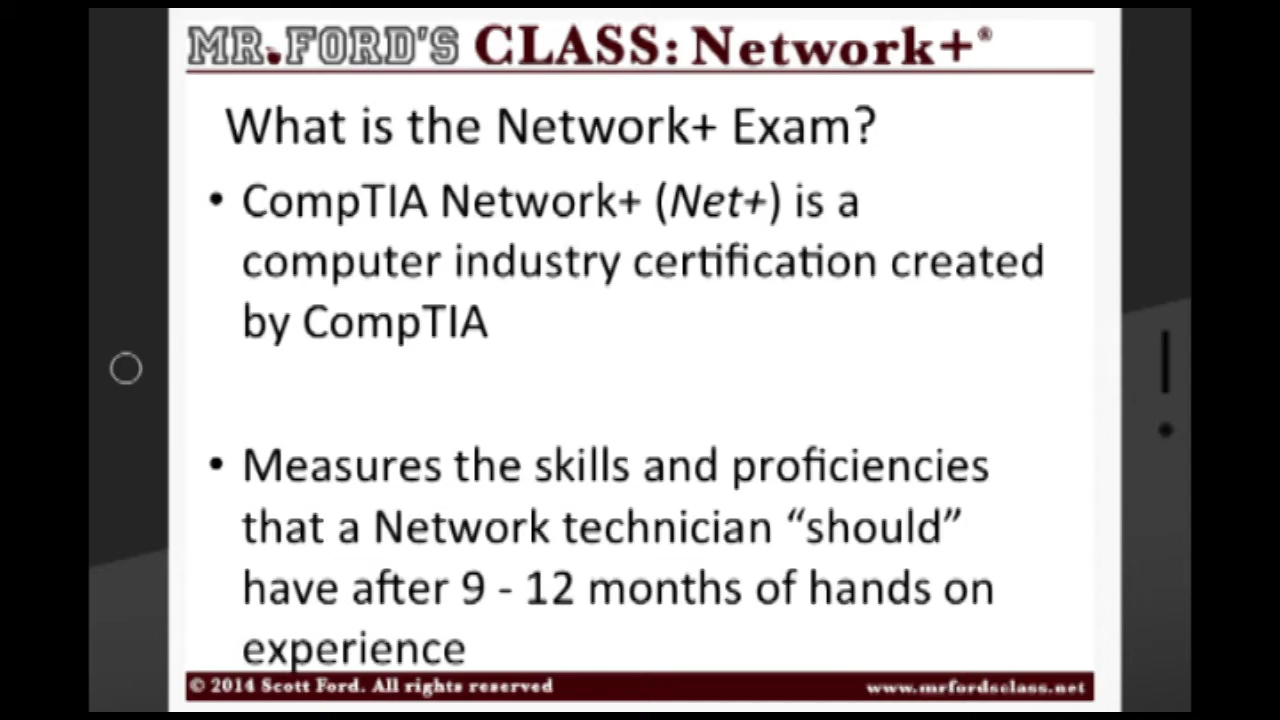 MR.FORD'S CLASS: Network+®
What is the Network+ Exam?
• CompTIA Network+ (Net+) is a
computer industry certification created
by CompTIA
• Measures the skills and proficiencies
that a Network technician “should”
have after 9 - 12 months of hands on
experience
© 2014 Scott Ford. All rights reserved www.mrfordsclass.net